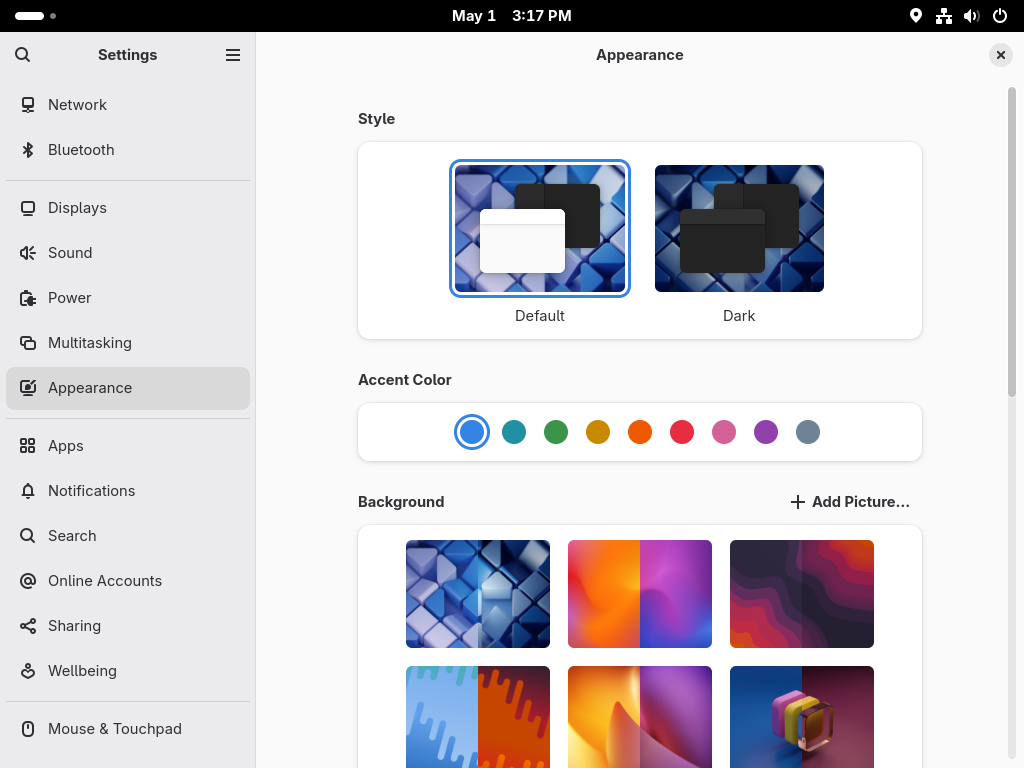 May 1 3:17 PM
Settings
Appearance
Network
Bluetooth
Displays
Sound
Power
Multitasking
Appearance
Apps
Notifications
Search
Online Accounts
Sharing
Wellbeing
Mouse & Touchpad
Style
Default Dark
Accent Color
Background
Add Picture…